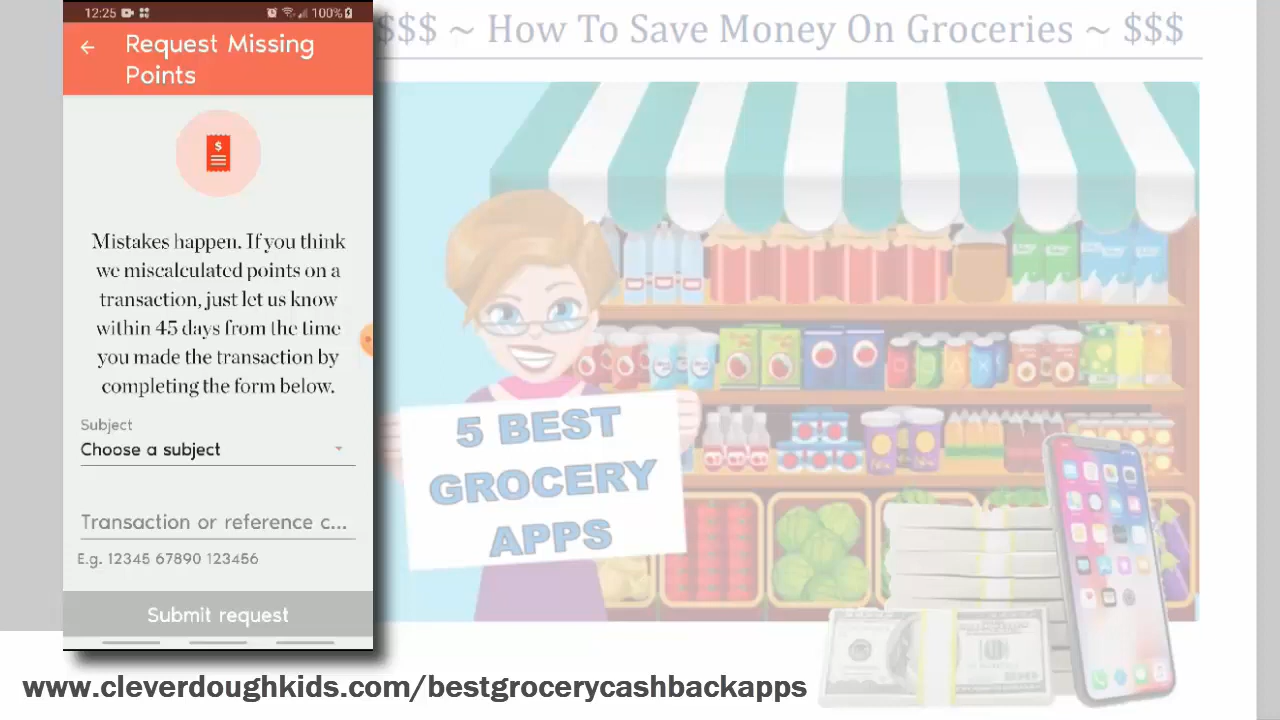 12:25
100%
Request Missing
Points
$
Mistakes happen. If you think
we miscalculated points on a
transaction, just let us know
within 45 days from the time
you made the transaction by
completing the form below.
Subject
Choose a subject
Transaction or reference c...
E.g. 12345 67890 123456
Submit request
$$$ ~ How To Save Money On Groceries ~ $$$
5 BEST
GROCERY
APPS
www.cleverdoughkids.com/bestgrocerycashbackapps